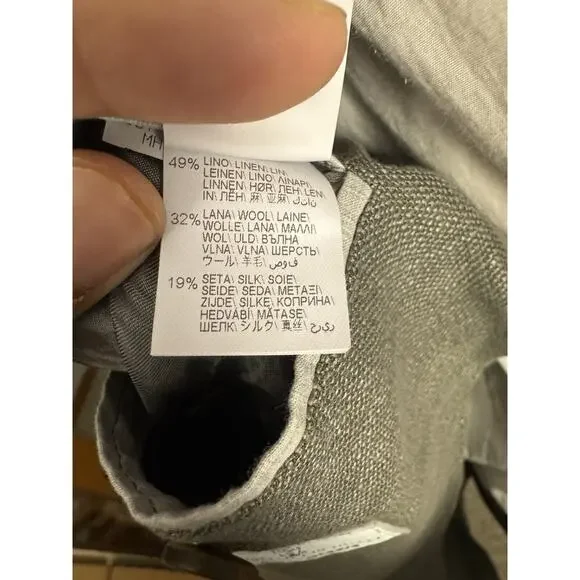 MH
49% LINO\ LINEN\ LIN\
LEINEN\ LINO\ ΛΙΝΑΡΙ\
LINNEN\ HØR\ ЛЕН\ LEN\
IN\ ЛЁН\ 麻\ 亚麻\ كتان\
32% LANA\ WOOL\ LAINE\
WOLLE\ LANA\ ΜΑΛΛΙ\
WOL\ ULD\ ВЪЛНА\
VLNA\ VLNA\ ШЕРСТЬ\
ウール\ 羊毛\ صوف\
19% SETA\ SILK\ SOIE\
SEIDE\ SEDA\ ΜΕΤΑΞΙ\
ZIJDE\ SILKE\ КОПРИНА\
HEDVÁBÍ\ MĂTASE\
ШЕЛК\ シルク\ 真丝\ حرير\